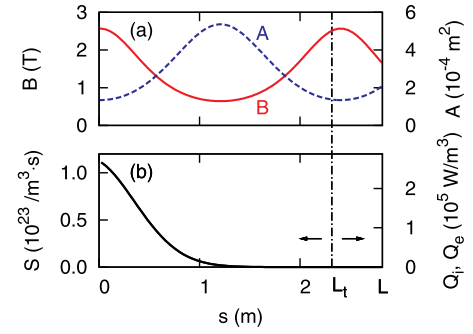 3
2
1
0
B (T)
(a)
A
B
6
4
2
0
A (10⁻⁴ m²)
1.0
0.5
0.0
S (10²³ /m³·s)
(b)
2
1
0
Qᵢ, Qₑ (10⁵ W/m³)
0 1 2 Lₜ L
s (m)